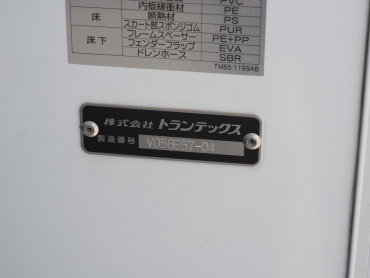 PVC
内板緩衝材 PE
床 断熱材 PS
スカート部スポンジゴム PUR
床下 フレームスペーサー PE+PP
フェンダーフラップ EVA
ドレンホース SBR
TM55 1199AB
株式会社 トランテックス
製造番号 VD55E57-04